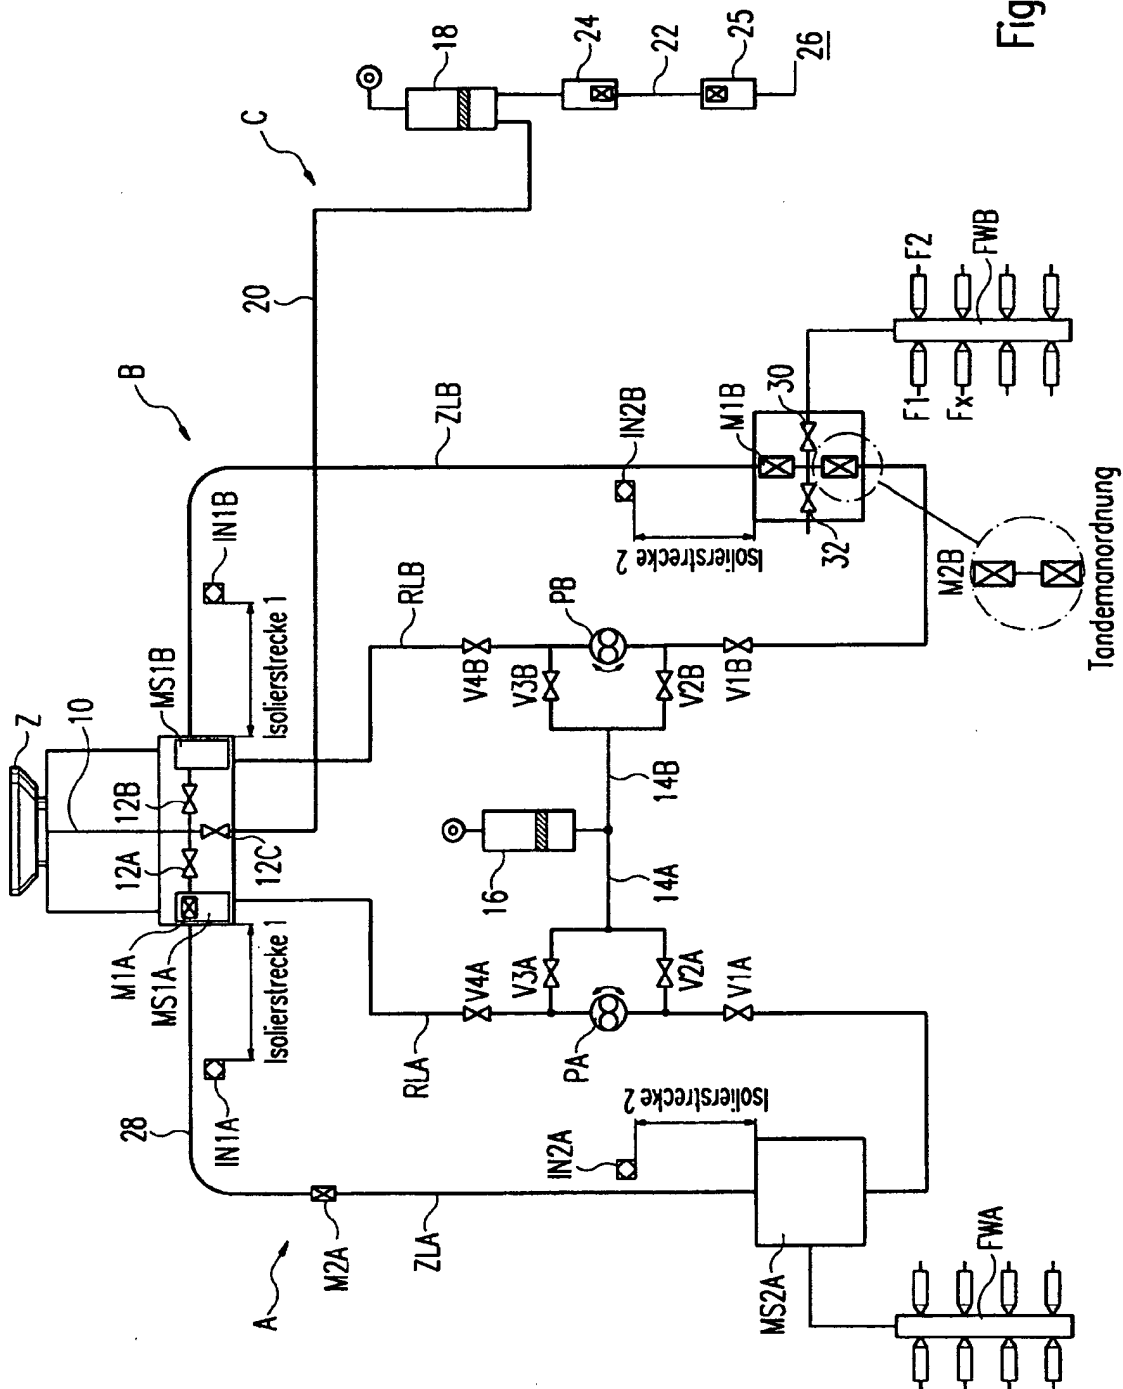 Fig
18
24
22
25
26
C
20
B
Z
10
12B
12A
12C
MS1B
M1A
MS1A
Isolierstrecke 1
Isolierstrecke 1
IN1B
IN1A
28
A
M2A
ZLA
ZLB
IN2B
IN2A
Isolierstrecke 2
Isolierstrecke 2
RLA
RLB
V4A
V4B
V3A
V3B
PA
PB
V2A
V2B
V1A
V1B
14A
14B
16
M1B
30
32
M2B
Tandemanordnung
F1
F2
Fx
FWB
MS2A
FWA